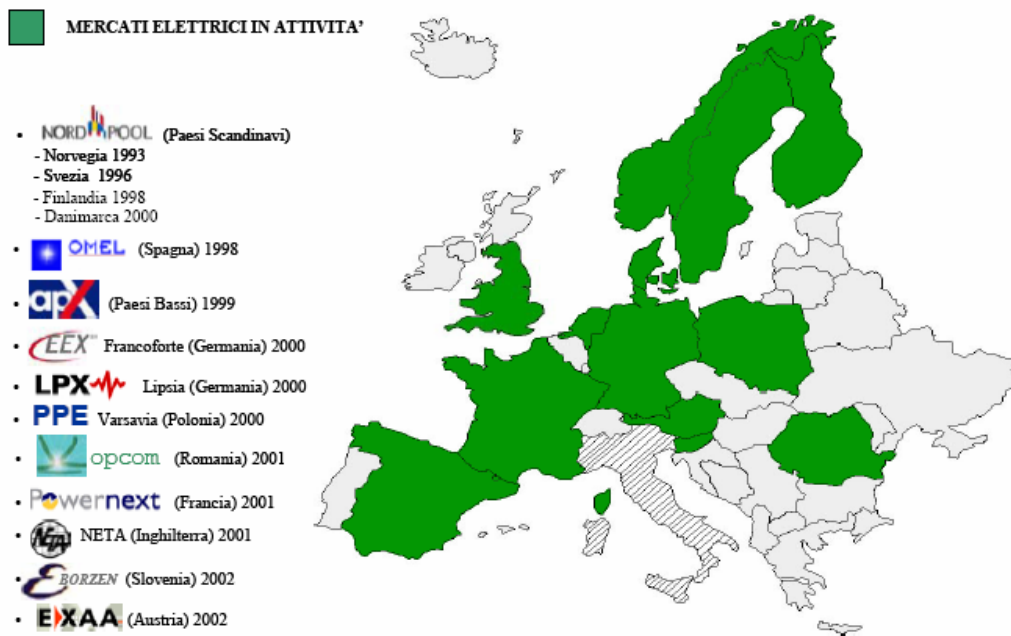 MERCATI ELETTRICI IN ATTIVITA’
• NORD POOL (Paesi Scandinavi)
- Norvegia 1993
- Svezia 1996
- Finlandia 1998
- Danimarca 2000
• OMEL (Spagna) 1998
• apX (Paesi Bassi) 1999
• EEX Francoforte (Germania) 2000
• LPX Lipsia (Germania) 2000
• PPE Varsavia (Polonia) 2000
• opcom (Romania) 2001
• Powernext (Francia) 2001
• NETA NETA (Inghilterra) 2001
• BORZEN (Slovenia) 2002
• EXAA (Austria) 2002